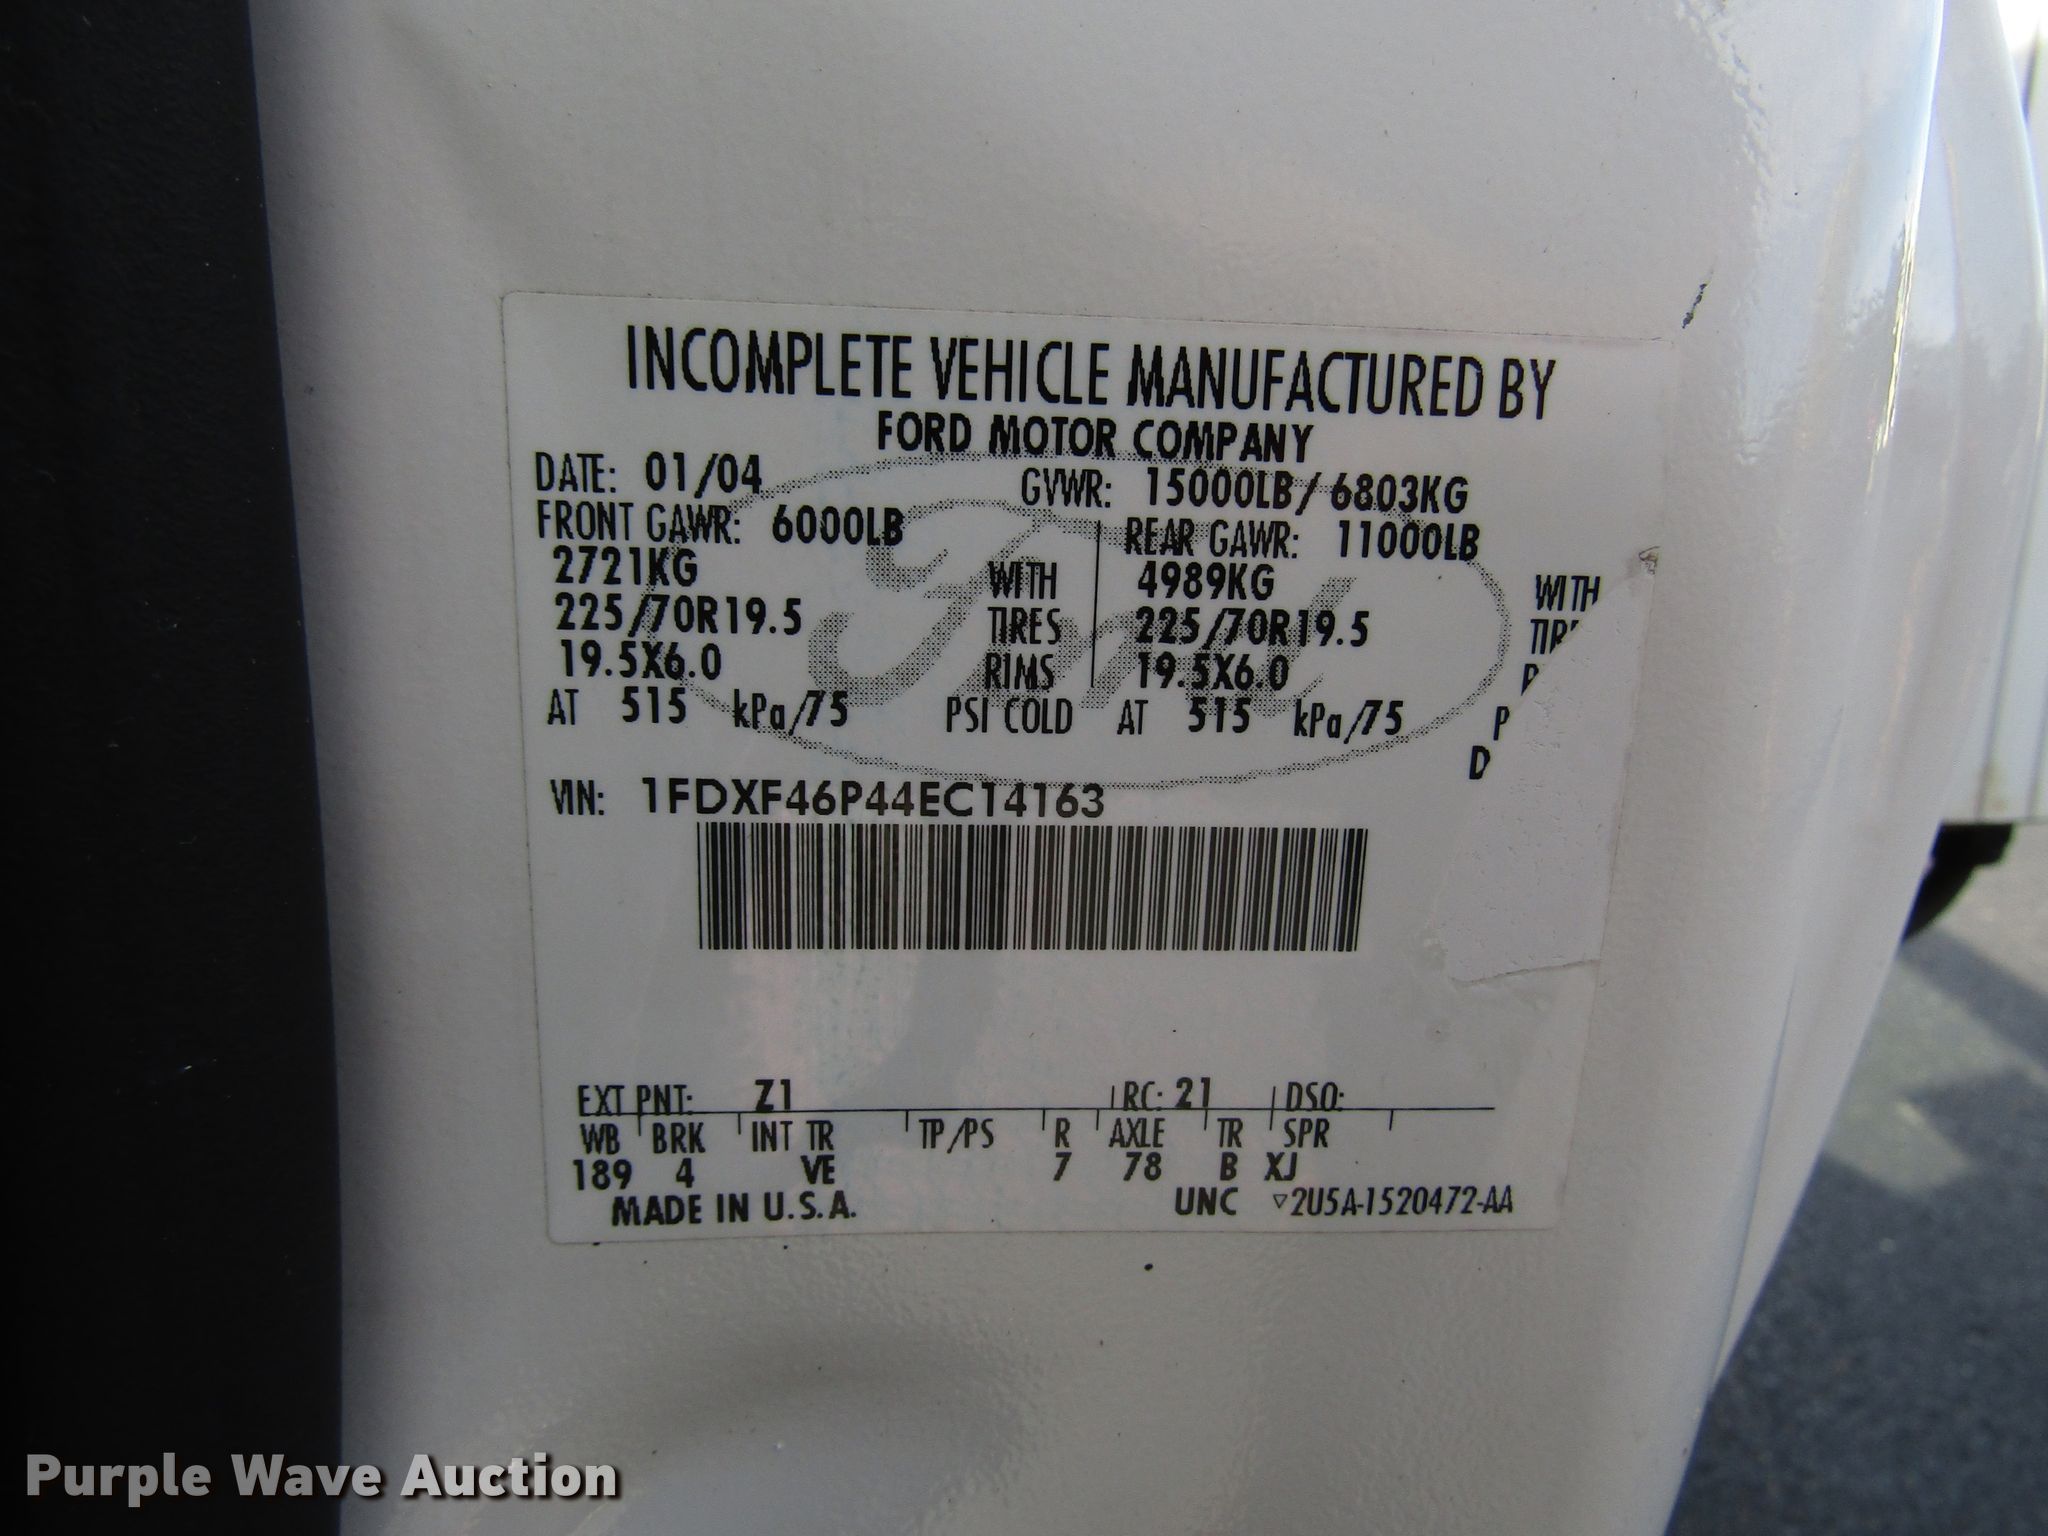 INCOMPLETE VEHICLE MANUFACTURED BY
FORD MOTOR COMPANY
DATE: 01/04 GVWR: 15000LB/ 6803KG
FRONT GAWR: 6000LB REAR GAWR: 11000LB
2721KG WITH 4989KG WITH
225/70R19.5 TIRES 225/70R19.5
19.5X6.0 RIMS 19.5X6.0
AT 515 kPa/75 PSI COLD AT 515 kPa/75 P
D
Ford
VIN: 1FDXF46P44EC14163
EXT PNT: Z1 RC: 21 DSO:
WB BRK INT TR TP/PS R AXLE TR SPR
189 4 VE 7 78 B XJ
MADE IN U.S.A. UNC ▽2U5A-1520472-AA
Purple Wave Auction